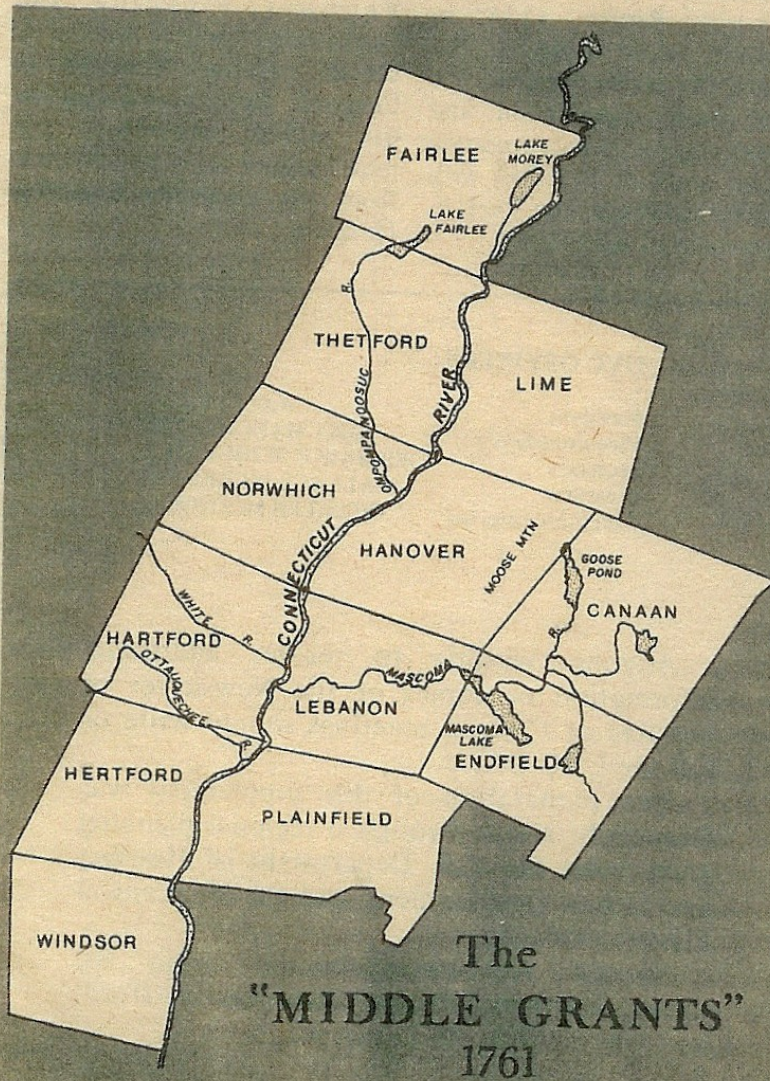 FAIRLEE
LAKE
MOREY
LAKE
FAIRLEE
R.
THETFORD
OMPOMPANOOSUC
RIVER
LIME
NORWHICH
CONNECTICUT
HANOVER
MOOSE MTN
GOOSE
POND
CANAAN
R.
WHITE R.
HARTFORD
OTTAUQUECHEE
R.
MASCOMA
LEBANON
MASCOMA
LAKE
ENDFIELD
HERTFORD
PLAINFIELD
WINDSOR
The
"MIDDLE GRANTS"
1761